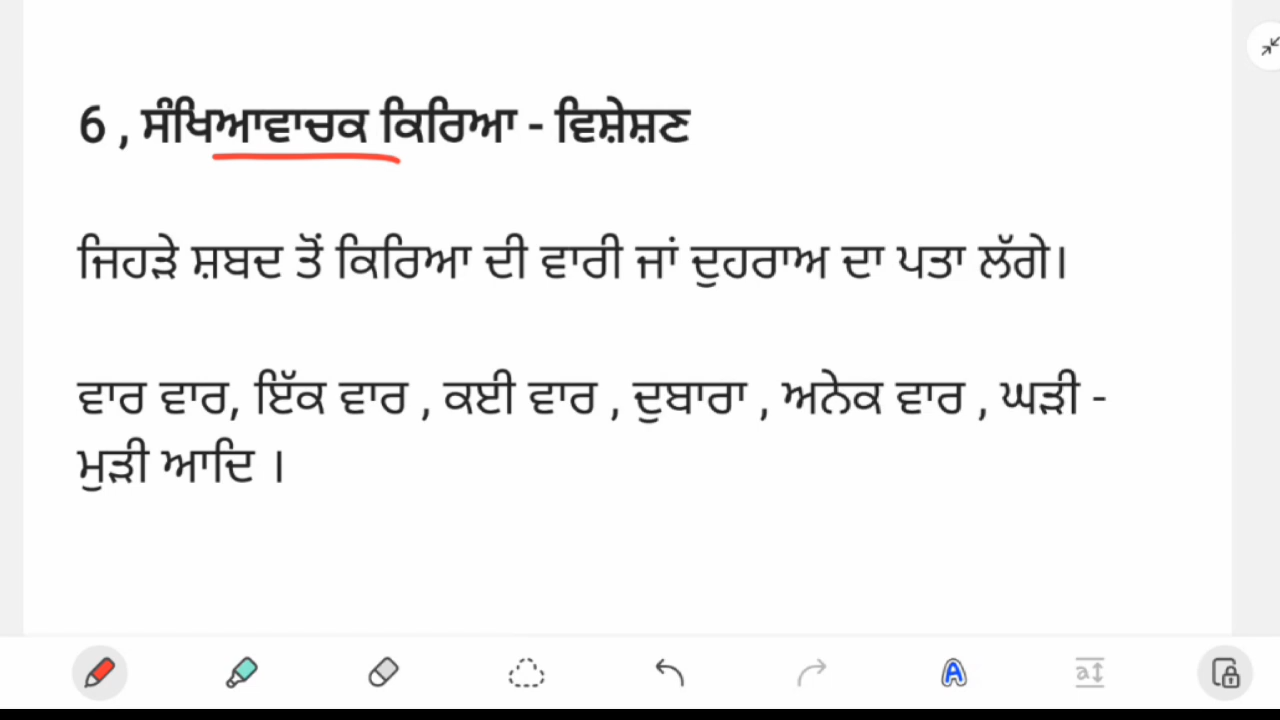 6 , ਸੰਖਿਆਵਾਚਕ ਕਿਰਿਆ - ਵਿਸ਼ੇਸ਼ਣ
ਜਿਹੜੇ ਸ਼ਬਦ ਤੋਂ ਕਿਰਿਆ ਦੀ ਵਾਰੀ ਜਾਂ ਦੁਹਰਾਅ ਦਾ ਪਤਾ ਲੱਗੇ।
ਵਾਰ ਵਾਰ, ਇੱਕ ਵਾਰ , ਕਈ ਵਾਰ , ਦੁਬਾਰਾ , ਅਨੇਕ ਵਾਰ , ਘੜੀ -
ਮੁੜੀ ਆਦਿ ।
A
a